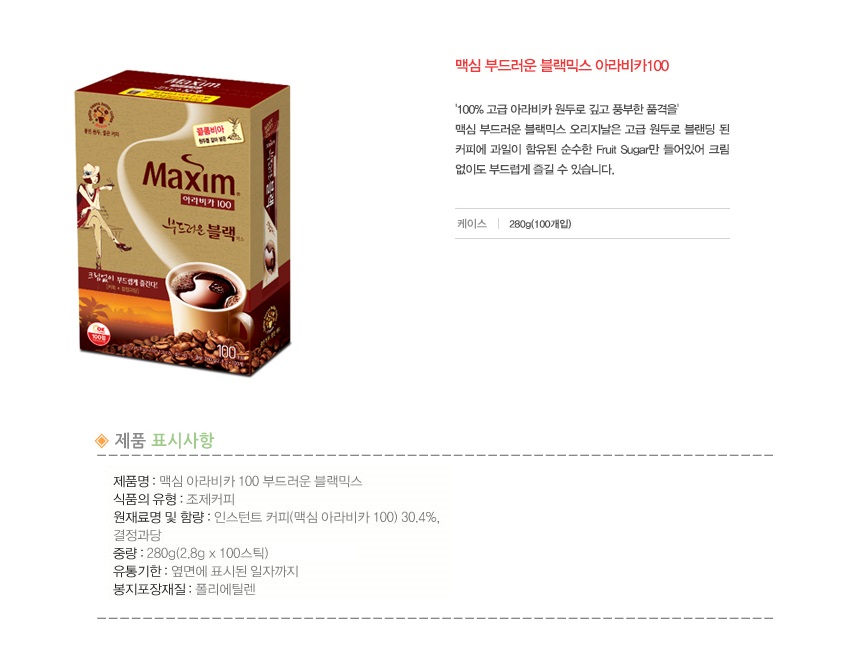 맥심 부드러운 블랙믹스 아라비카100
'100% 고급 아라비카 원두로 깊고 풍부한 품격을'
맥심 부드러운 블랙믹스 오리지날은 고급 원두로 블랜딩 된
커피에 과일이 함유된 순수한 Fruit Sugar만 들어있어 크림
없이도 부드럽게 즐길 수 있습니다.
케이스 280g(100개입)
Maxim
콜롬비아
Maxim
아라비카 100
부드러운 블랙
크림없이 부드럽게 즐긴다!
100
제품 표시사항
제품명 : 맥심 아라비카 100 부드러운 블랙믹스
식품의 유형 : 조제커피
원재료명 및 함량 : 인스턴트 커피(맥심 아라비카 100) 30.4%,
결정과당
중량 : 280g(2.8g x 100스틱)
유통기한 : 옆면에 표시된 일자까지
봉지포장재질 : 폴리에틸렌